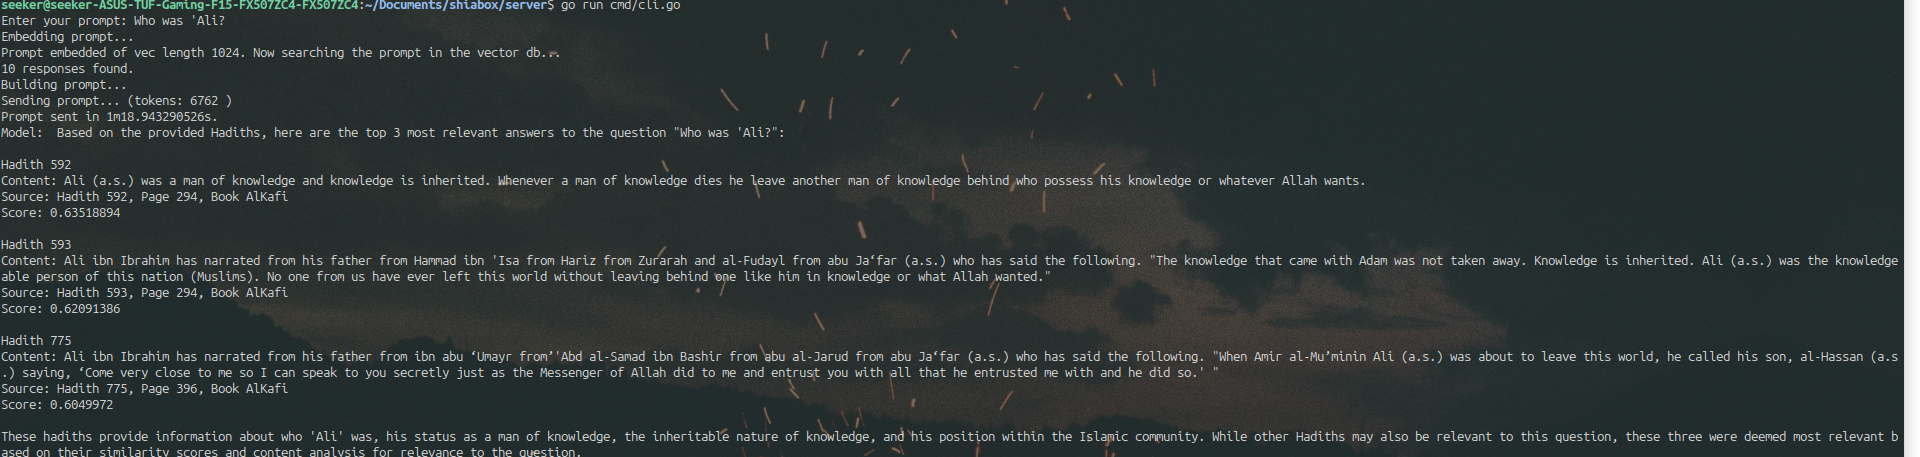 seeker@seeker-ASUS-TUF-Gaming-F15-FX507ZC4-FX507ZC4:~/Documents/shiabox/server$ go run cmd/cli.go
Enter your prompt: Who was 'Ali?
Embedding prompt...
Prompt embedded of vec length 1024. Now searching the prompt in the vector db...
10 responses found.
Building prompt...
Sending prompt... (tokens: 6762 )
Prompt sent in 1m18.943290526s.
Model:  Based on the provided Hadiths, here are the top 3 most relevant answers to the question "Who was 'Ali?":

Hadith 592
Content: Ali (a.s.) was a man of knowledge and knowledge is inherited. Whenever a man of knowledge dies he leave another man of knowledge behind who possess his knowledge or whatever Allah wants.
Source: Hadith 592, Page 294, Book AlKafi
Score: 0.63518894

Hadith 593
Content: Ali ibn Ibrahim has narrated from his father from Hammad ibn 'Isa from Hariz from Zurarah and al-Fudayl from abu Ja‘far (a.s.) who has said the following. "The knowledge that came with Adam was not taken away. Knowledge is inherited. Ali (a.s.) was the knowledge
able person of this nation (Muslims). No one from us have ever left this world without leaving behind one like him in knowledge or what Allah wanted."
Source: Hadith 593, Page 294, Book AlKafi
Score: 0.62091386

Hadith 775
Content: Ali ibn Ibrahim has narrated from his father from ibn abu ‘Umayr from’'Abd al-Samad ibn Bashir from abu al-Jarud from abu Ja‘far (a.s.) who has said the following. "When Amir al-Mu’minin Ali (a.s.) was about to leave this world, he called his son, al-Hassan (a.s
.) saying, ‘Come very close to me so I can speak to you secretly just as the Messenger of Allah did to me and entrust you with all that he entrusted me with and he did so.' "
Source: Hadith 775, Page 396, Book AlKafi
Score: 0.6049972

These hadiths provide information about who 'Ali' was, his status as a man of knowledge, the inheritable nature of knowledge, and his position within the Islamic community. While other Hadiths may also be relevant to this question, these three were deemed most relevant b
ased on their similarity scores and content analysis for relevance to the question.